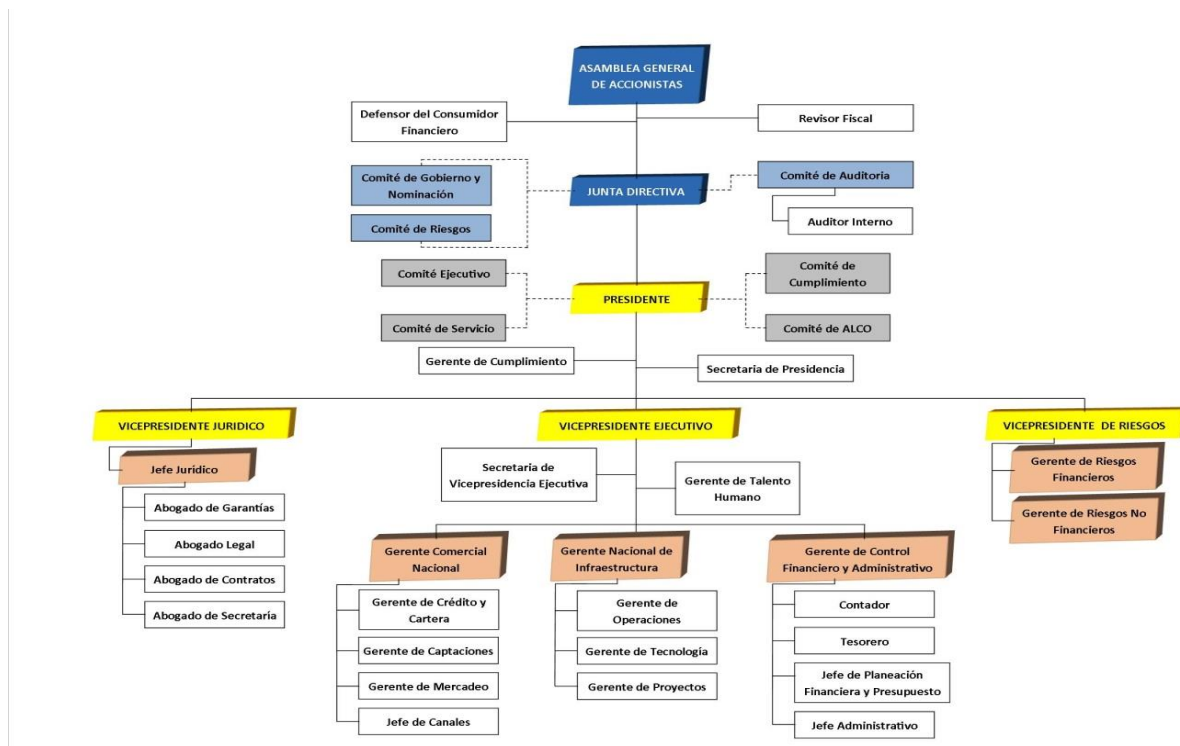 ASAMBLEA GENERAL
DE ACCIONISTAS
Defensor del Consumidor
Financiero
Revisor Fiscal
Comité de Gobierno y
Nominación
JUNTA DIRECTIVA
Comité de Auditoría
Comité de Riesgos
Auditor Interno
Comité Ejecutivo
Comité de
Cumplimiento
PRESIDENTE
Comité de Servicio
Comité de ALCO
Gerente de Cumplimiento
Secretaria de Presidencia
VICEPRESIDENTE JURIDICO
VICEPRESIDENTE EJECUTIVO
VICEPRESIDENTE DE RIESGOS
Jefe Juridico
Abogado de Garantías
Abogado Legal
Abogado de Contratos
Abogado de Secretaría
Secretaria de
Vicepresidencia Ejecutiva
Gerente de Talento
Humano
Gerente de Riesgos
Financieros
Gerente de Riesgos No
Financieros
Gerente Comercial
Nacional
Gerente de Crédito y
Cartera
Gerente de Captaciones
Gerente de Mercadeo
Jefe de Canales
Gerente Nacional de
Infraestructura
Gerente de
Operaciones
Gerente de Tecnología
Gerente de Proyectos
Gerente de Control
Financiero y Administrativo
Contador
Tesorero
Jefe de Planeación
Financiera y Presupuesto
Jefe Administrativo